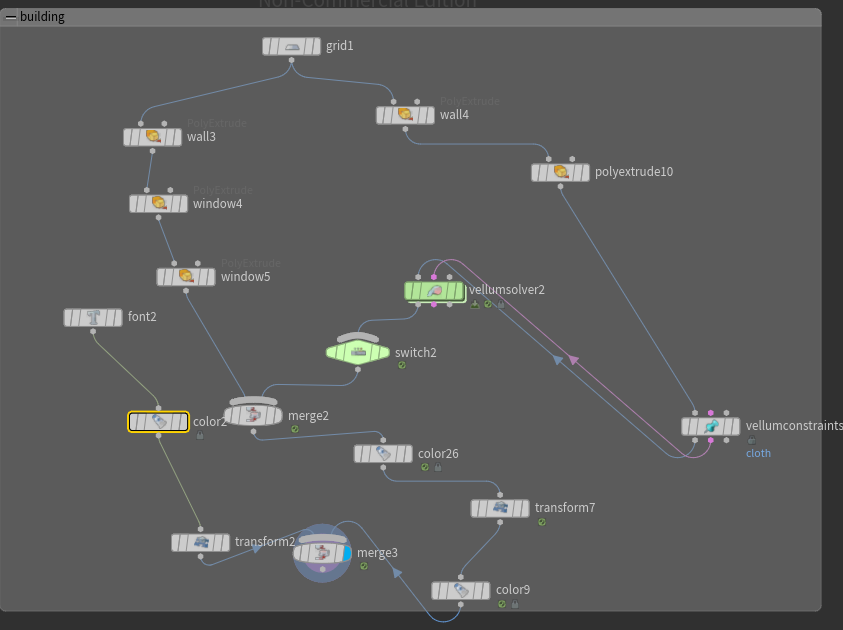 Non-Commercial Edition
building
grid1
PolyExtrude
wall4
PolyExtrude
wall3
polyextrude10
PolyExtrude
window4
PolyExtrude
window5
vellumsolver2
font2
switch2
color2
merge2
vellumconstraints
cloth
color26
transform7
transform2
merge3
color9